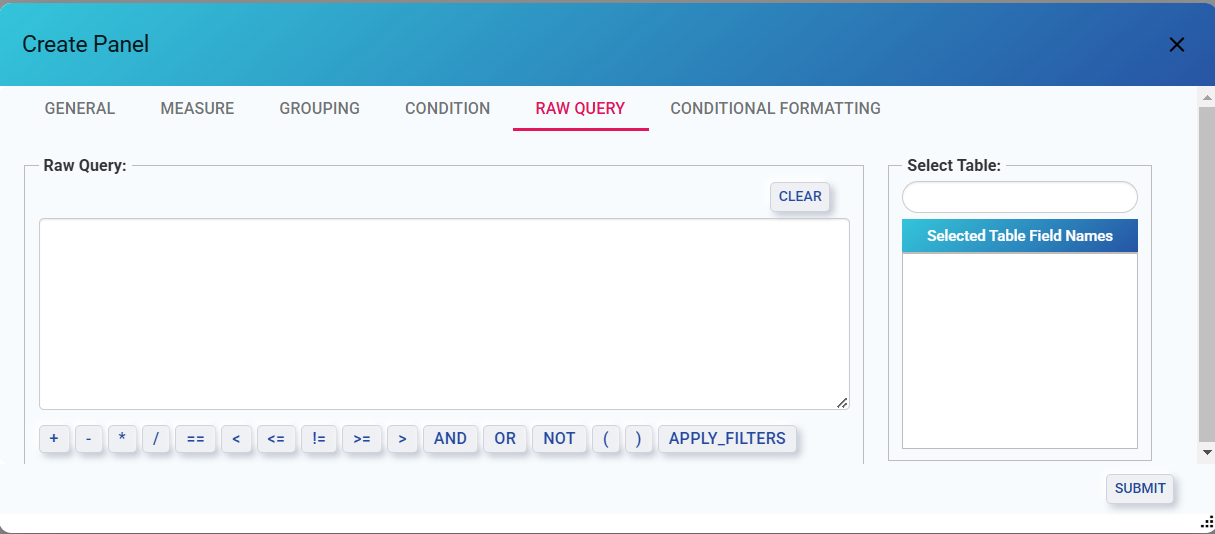 Create Panel
GENERAL MEASURE GROUPING CONDITION RAW QUERY CONDITIONAL FORMATTING
Raw Query:
CLEAR
+ - * / == < <= != >= > AND OR NOT ( ) APPLY_FILTERS
Select Table:
Selected Table Field Names
SUBMIT